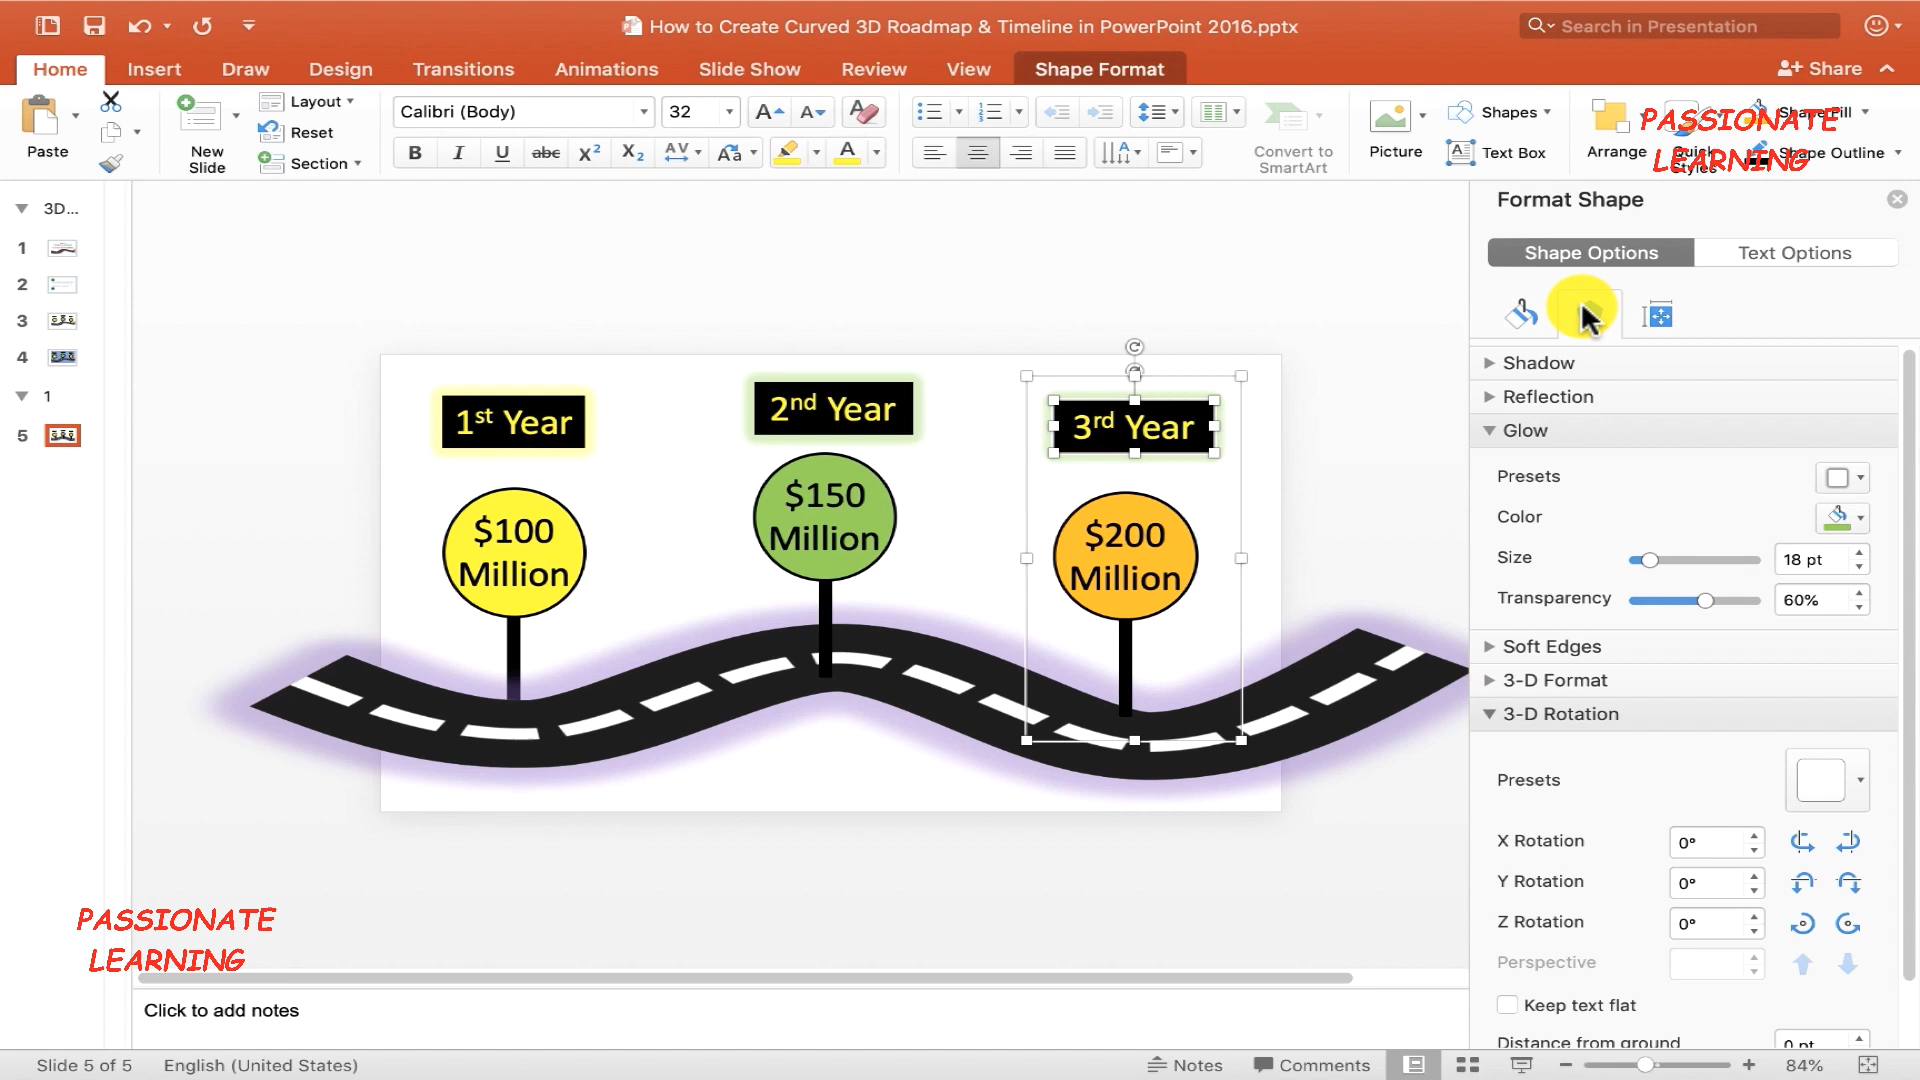 How to Create Curved 3D Roadmap & Timeline in PowerPoint 2016.pptx
Search in Presentation
Home Insert Draw Design Transitions Animations Slide Show Review View Shape Format
Share
Paste
New
Slide
Layout
Reset
Section
Calibri (Body) 32
Convert to
SmartArt
Picture
Shapes
Text Box
Arrange
Quick
Styles
Shape Fill
Shape Outline
PASSIONATE
LEARNING
3D...
1
2
3
4
1
5
1st Year
2nd Year
3rd Year
$100
Million
$150
Million
$200
Million
Format Shape
Shape Options Text Options
Shadow
Reflection
Glow
Presets
Color
Size 18 pt
Transparency 60%
Soft Edges
3-D Format
3-D Rotation
Presets
X Rotation 0°
Y Rotation 0°
Z Rotation 0°
Perspective
Keep text flat
Distance from ground 0 pt
PASSIONATE
LEARNING
Click to add notes
Slide 5 of 5 English (United States) Notes Comments 84%